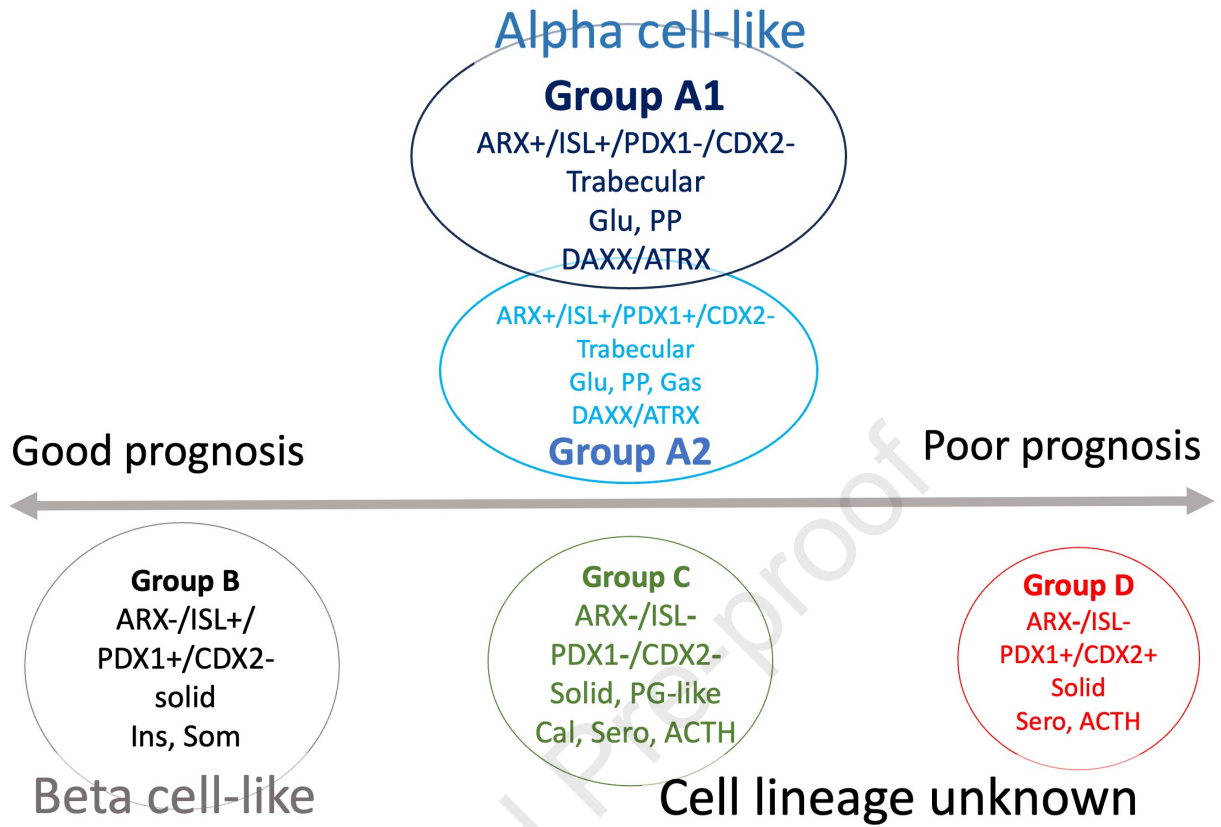 Alpha cell-like
Group A1
ARX+/ISL+/PDX1-/CDX2-
Trabecular
Glu, PP
DAXX/ATRX
ARX+/ISL+/PDX1+/CDX2-
Trabecular
Glu, PP, Gas
DAXX/ATRX
Group A2
Good prognosis
Poor prognosis
Group B
ARX-/ISL+/
PDX1+/CDX2-
solid
Ins, Som
Beta cell-like
Group C
ARX-/ISL-
PDX1-/CDX2-
Solid, PG-like
Cal, Sero, ACTH
Group D
ARX-/ISL-
PDX1+/CDX2+
Solid
Sero, ACTH
Cell lineage unknown
Pre-proof